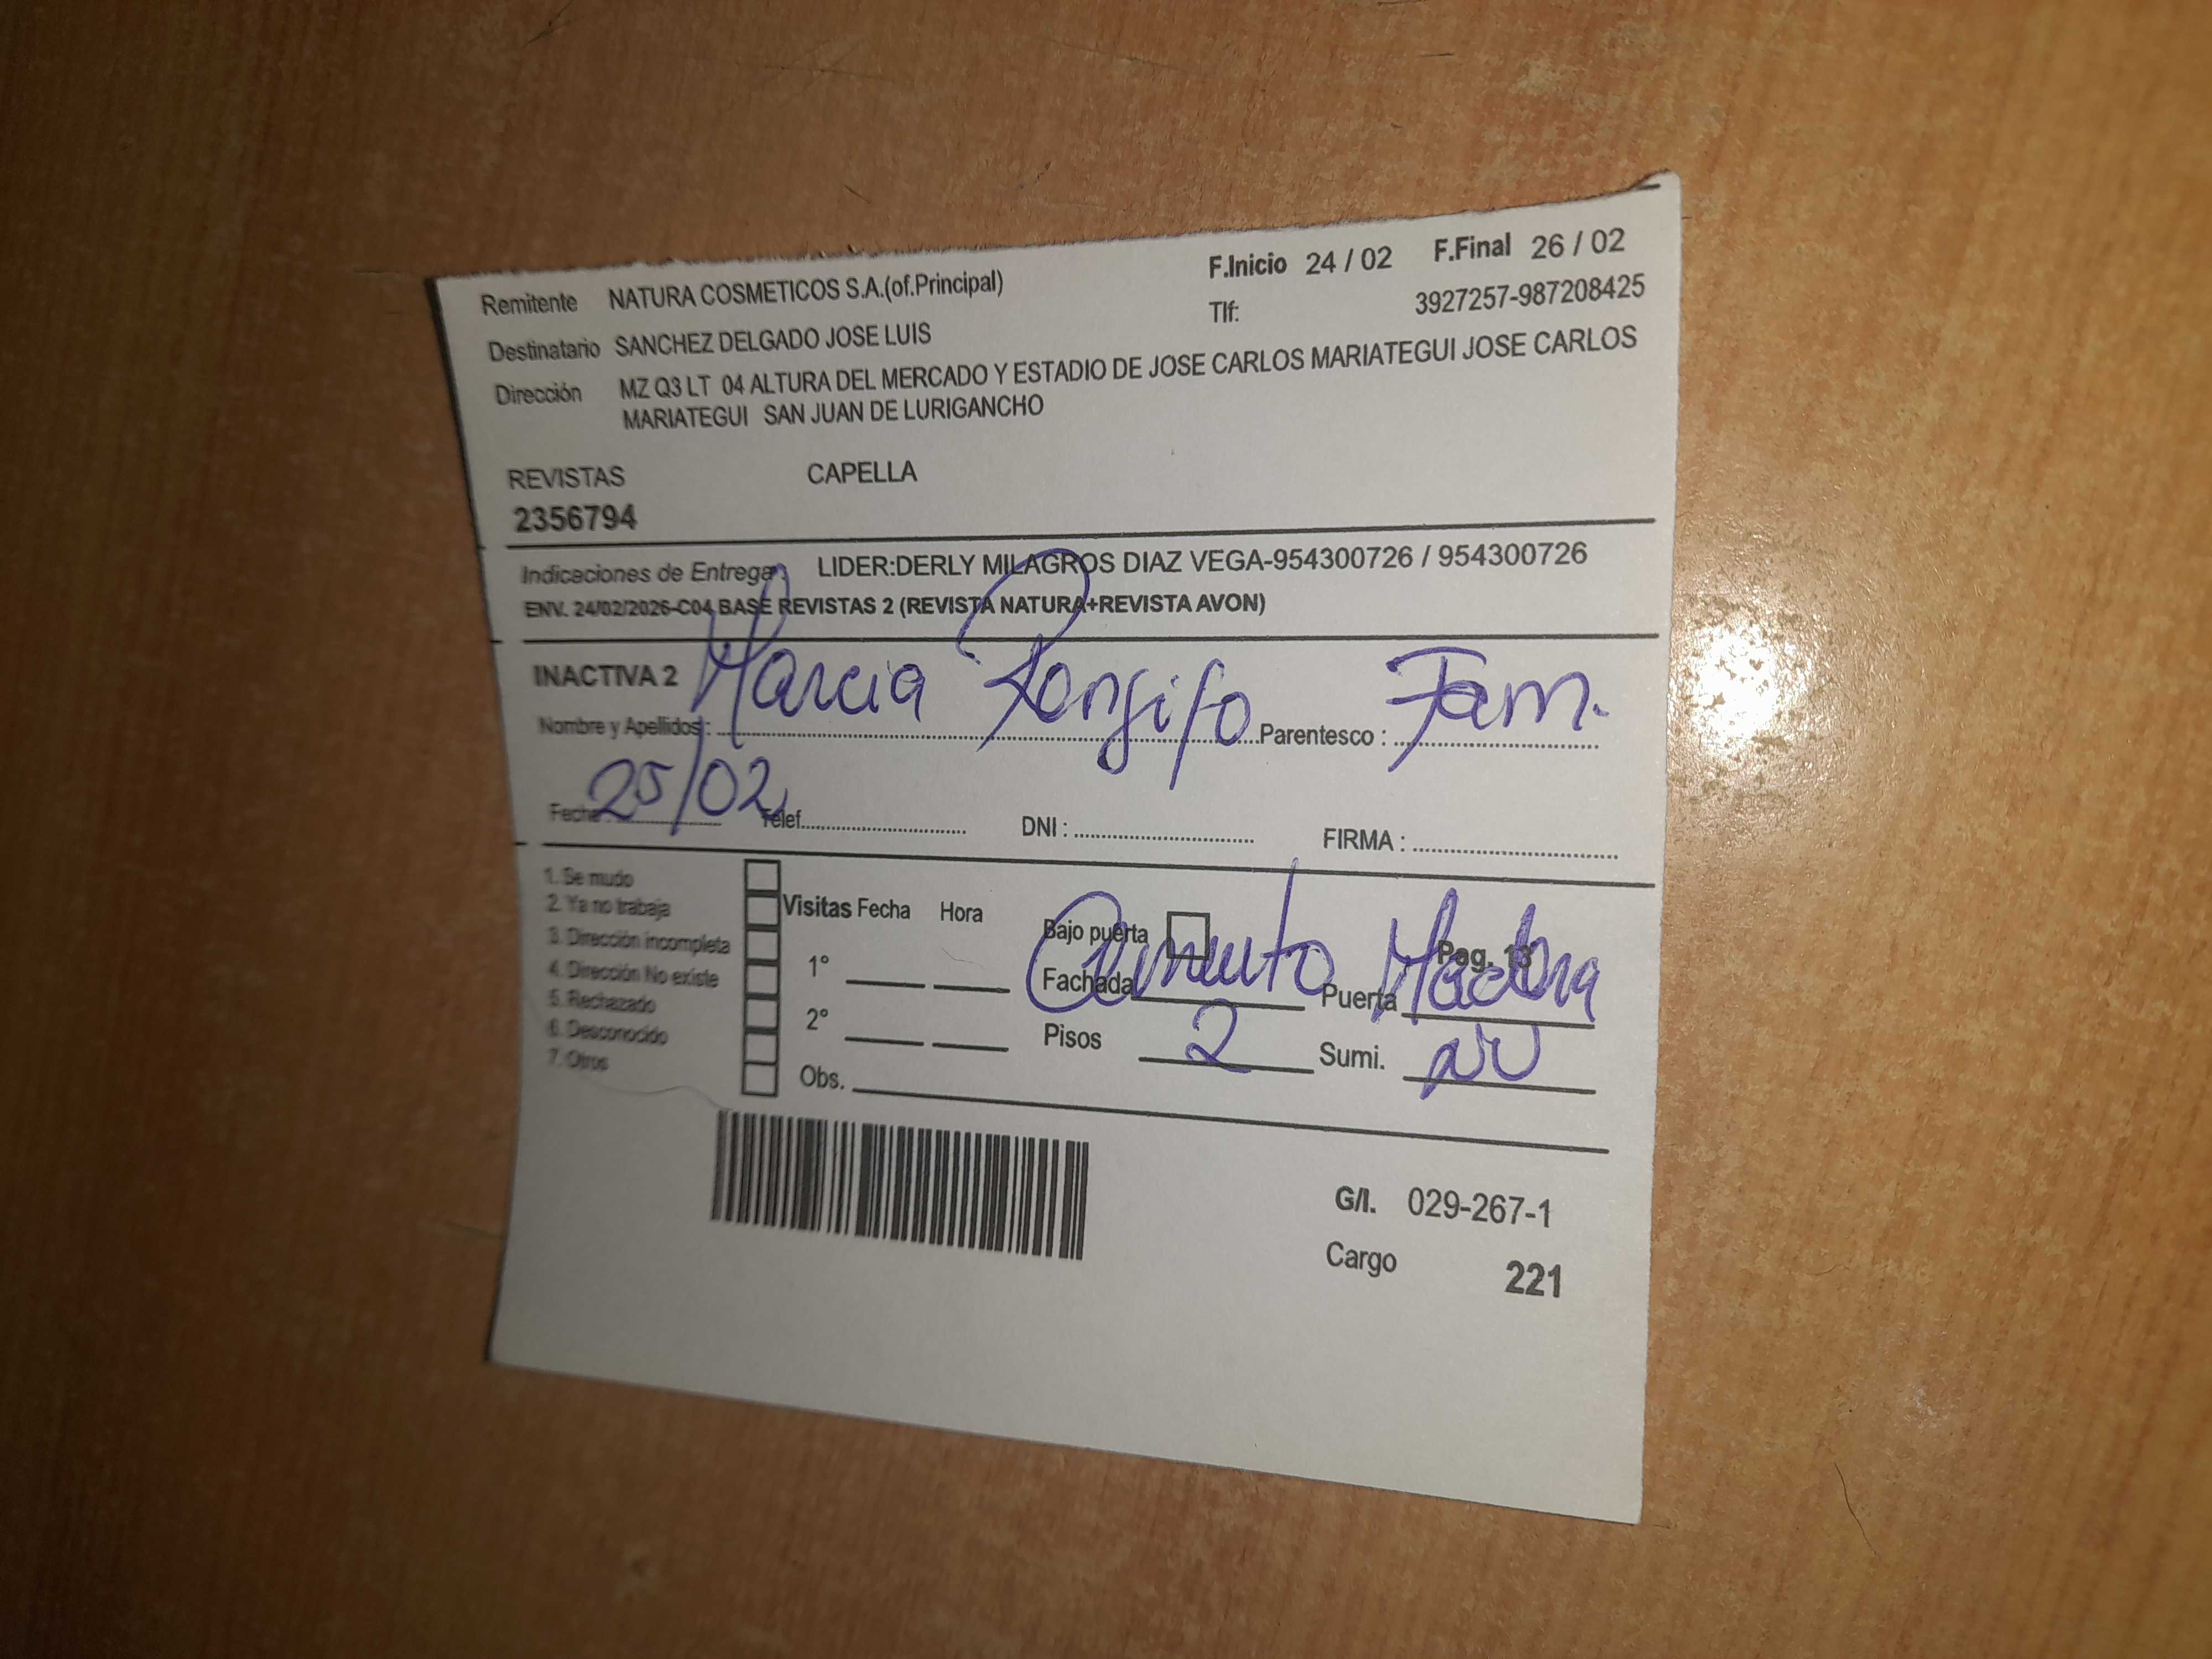 Remitente NATURA COSMETICOS S.A.(of.Principal) F.Inicio 24 / 02 F.Final 26 / 02
Destinatario SANCHEZ DELGADO JOSE LUIS Tlf: 3927257-987208425
Dirección MZ Q3 LT 04 ALTURA DEL MERCADO Y ESTADIO DE JOSE CARLOS MARIATEGUI JOSE CARLOS
MARIATEGUI SAN JUAN DE LURIGANCHO
REVISTAS CAPELLA
2356794
Indicaciones de Entrega : LIDER:DERLY MILAGROS DIAZ VEGA-954300726 / 954300726
ENV. 24/02/2026-C04 BASE REVISTAS 2 (REVISTA NATURA+REVISTA AVON)
INACTIVA 2
Nombre y Apellidos : Marcia Rengifo Parentesco : Fam.
Fecha : 25/02 Telef. DNI : FIRMA :
1. Se mudo
2. Ya no trabaja
3. Dirección incompleta
4. Dirección No existe
5. Rechazado
6. Desconocido
7. Otros
Visitas Fecha Hora
1°
2°
Obs.
Bajo puerta Pag. 13
Fachada Cemento Puerta Madera
Pisos 2 Sumi.
G/I. 029-267-1
Cargo 221